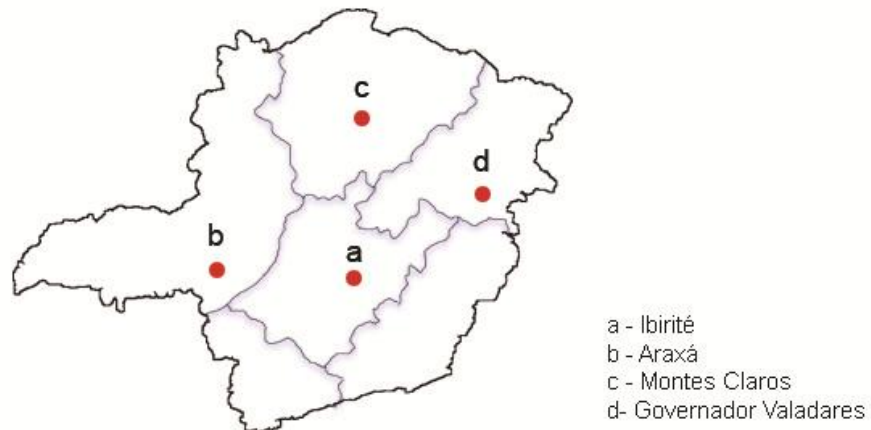 c
d
b
a
a - Ibirité
b - Araxá
c - Montes Claros
d- Governador Valadares